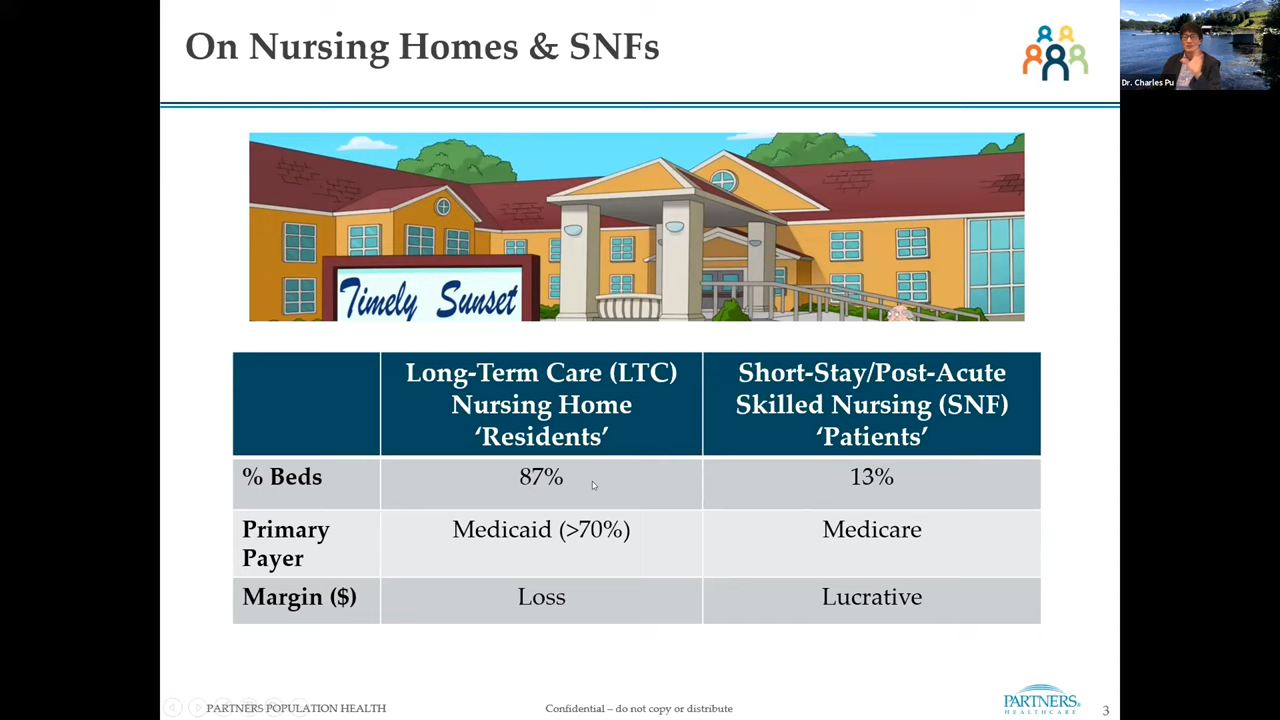 On Nursing Homes & SNFs
Dr. Charles Pu
Timely Sunset
Long-Term Care (LTC)
Nursing Home
‘Residents’
Short-Stay/Post-Acute
Skilled Nursing (SNF)
‘Patients’
% Beds
87%
13%
Primary
Payer
Medicaid (>70%)
Medicare
Margin ($)
Loss
Lucrative
PARTNERS POPULATION HEALTH
Confidential – do not copy or distribute
PARTNERS®
HEALTHCARE
3